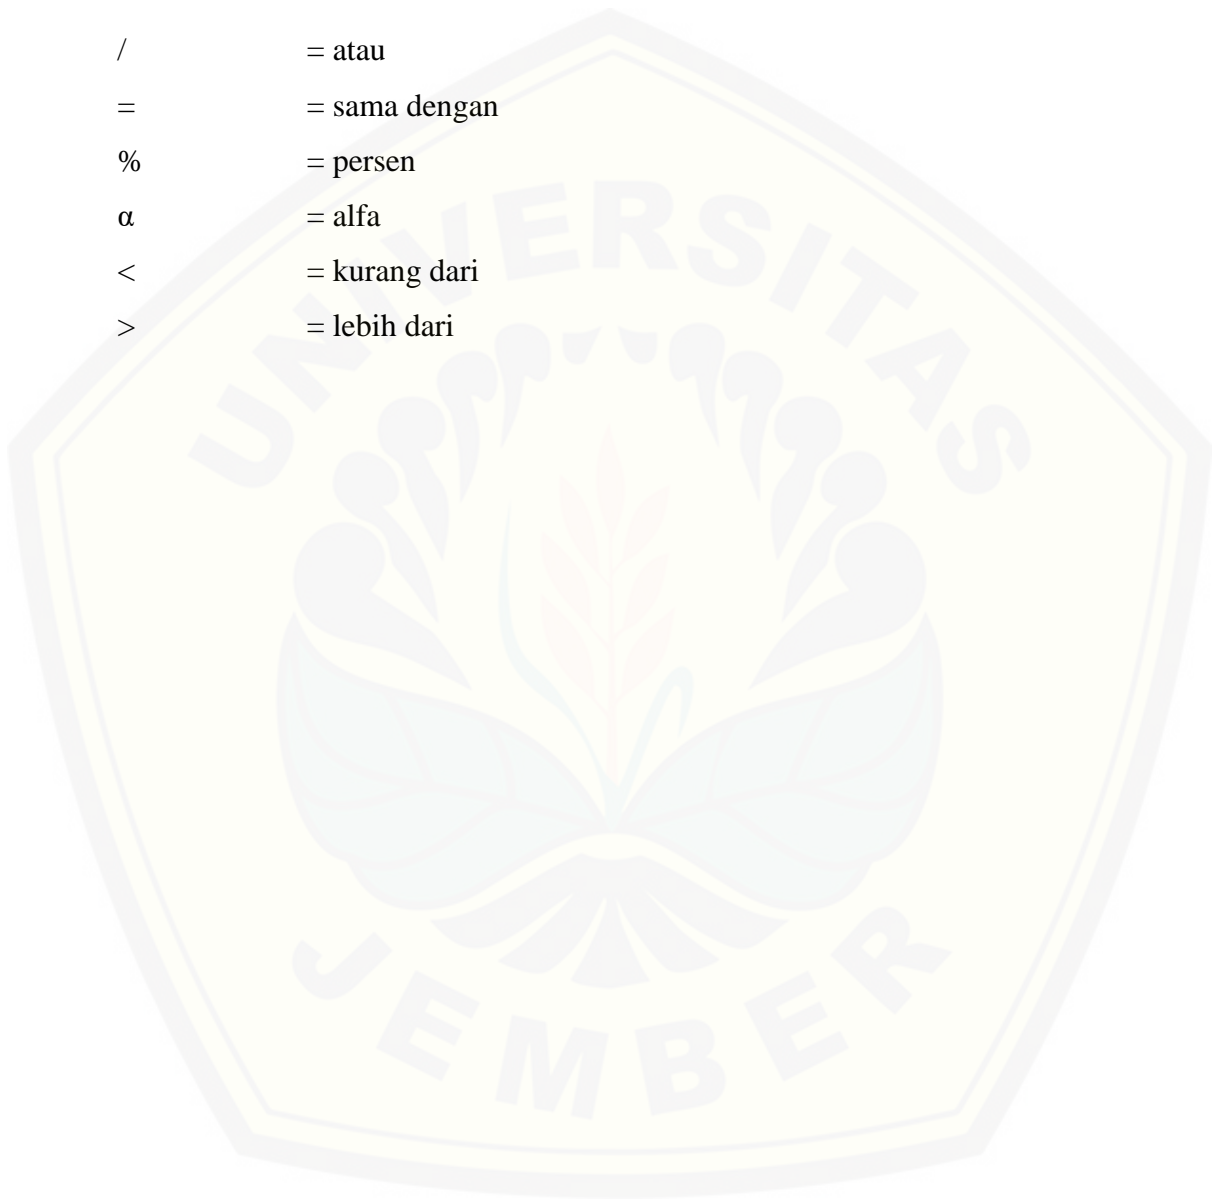 / = atau
= = sama dengan
% = persen
α = alfa
< = kurang dari
> = lebih dari
UNIVERSITAS
JEMBER